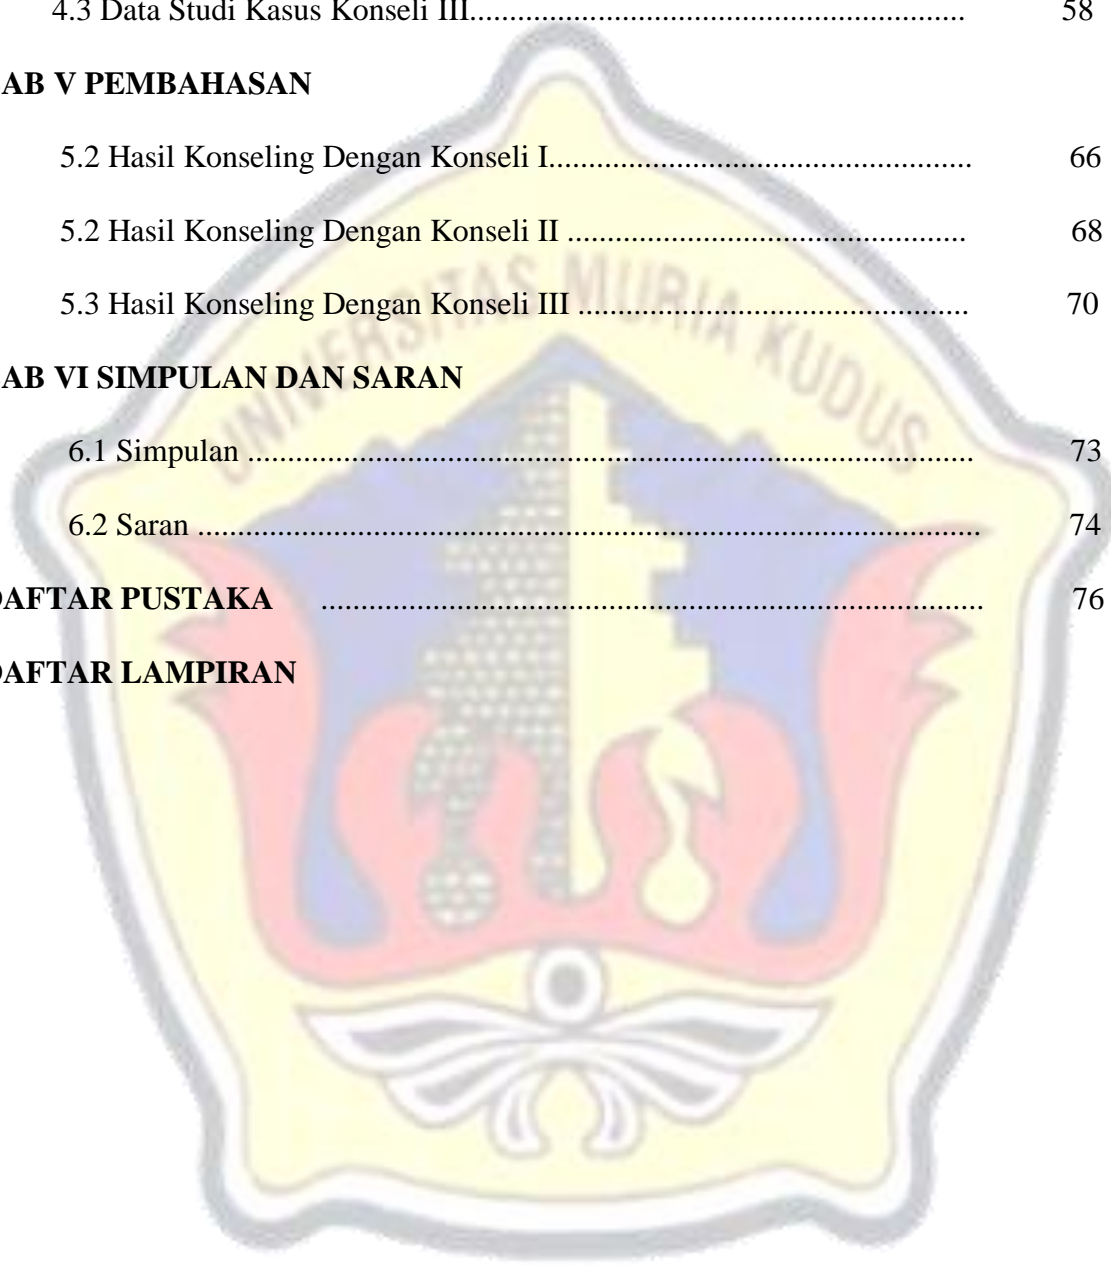 4.3 Data Studi Kasus Konseli III.............................................................. 58
AB V PEMBAHASAN
5.2 Hasil Konseling Dengan Konseli I..................................................... 66
5.2 Hasil Konseling Dengan Konseli II .................................................. 68
5.3 Hasil Konseling Dengan Konseli III ................................................. 70
AB VI SIMPULAN DAN SARAN
6.1 Simpulan ........................................................................................... 73
6.2 Saran .................................................................................................. 74
DAFTAR PUSTAKA ................................................................................... 76
DAFTAR LAMPIRAN
UNIVERSITAS MURIA KUDUS